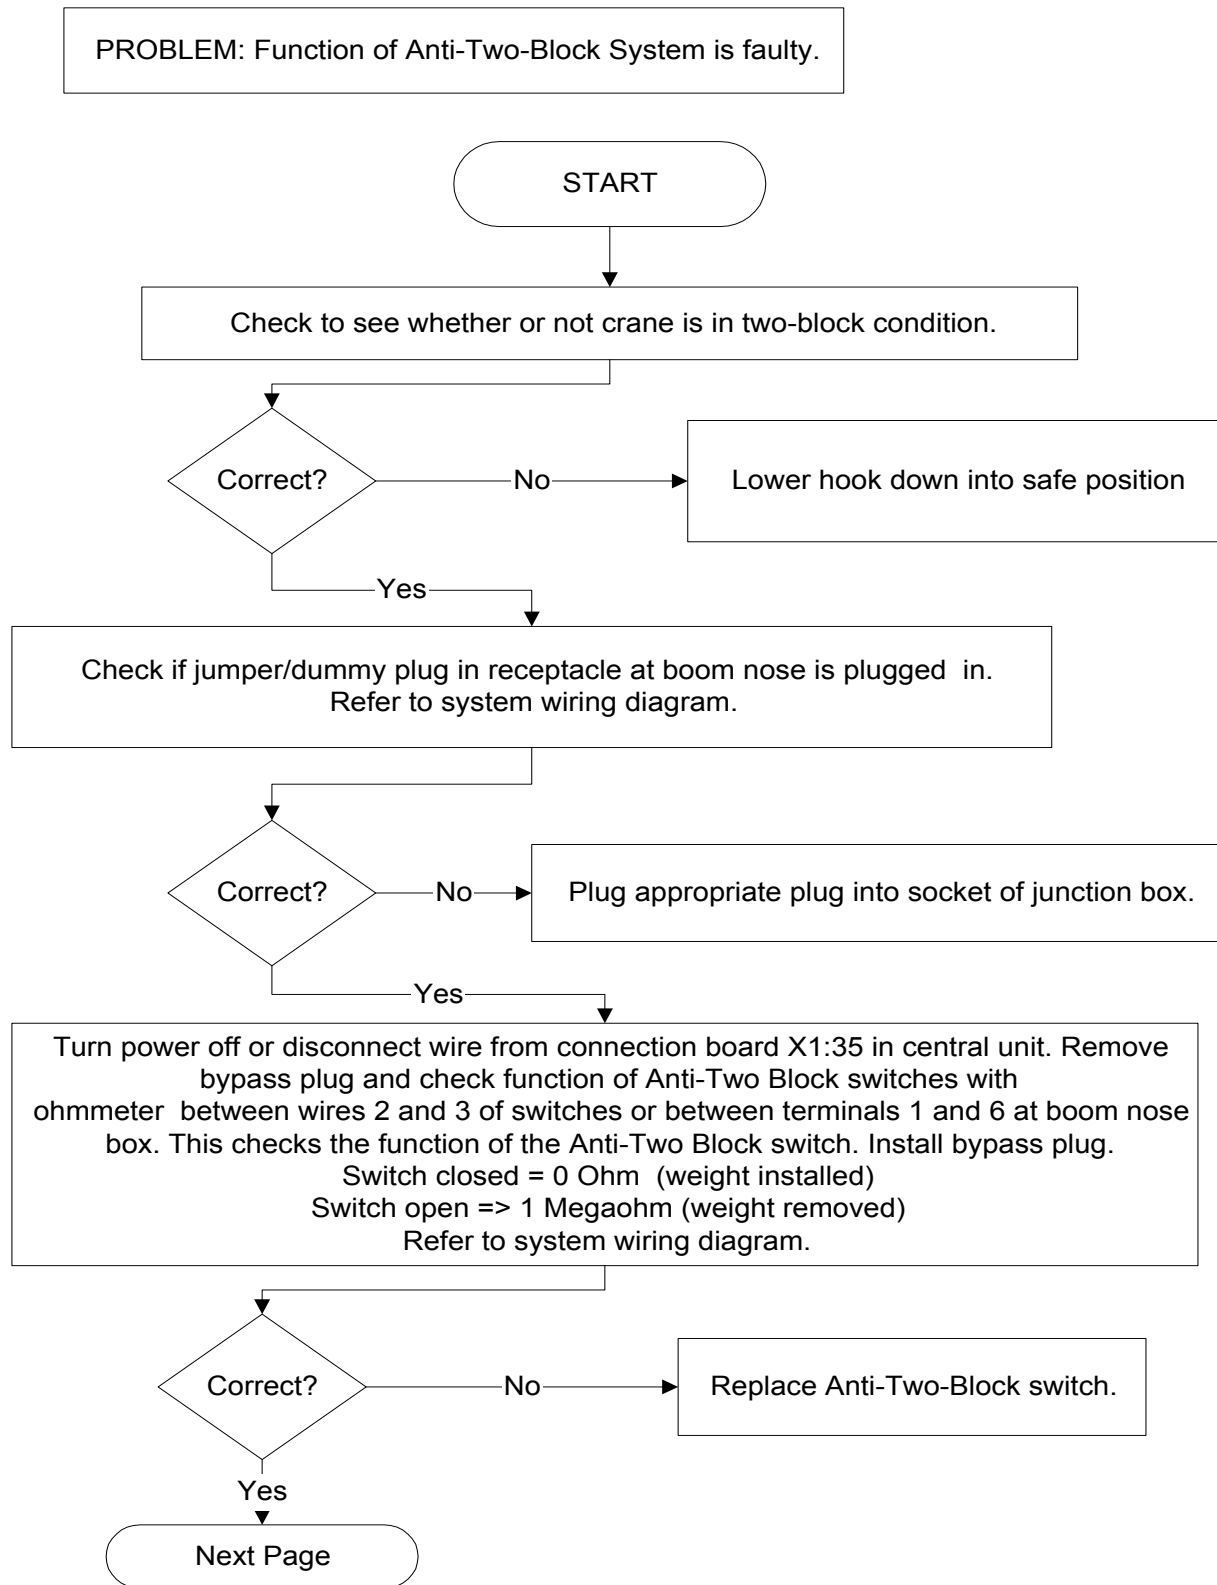 PROBLEM: Function of Anti-Two-Block System is faulty.
START
Check to see whether or not crane is in two-block condition.
Correct?
No
Lower hook down into safe position
Yes
Check if jumper/dummy plug in receptacle at boom nose is plugged  in.
Refer to system wiring diagram.
Correct?
No
Plug appropriate plug into socket of junction box.
Yes
Turn power off or disconnect wire from connection board X1:35 in central unit. Remove
bypass plug and check function of Anti-Two Block switches with
ohmmeter  between wires 2 and 3 of switches or between terminals 1 and 6 at boom nose
box. This checks the function of the Anti-Two Block switch. Install bypass plug.
Switch closed = 0 Ohm  (weight installed)
Switch open => 1 Megaohm (weight removed)
Refer to system wiring diagram.
Correct?
No
Replace Anti-Two-Block switch.
Yes
Next Page